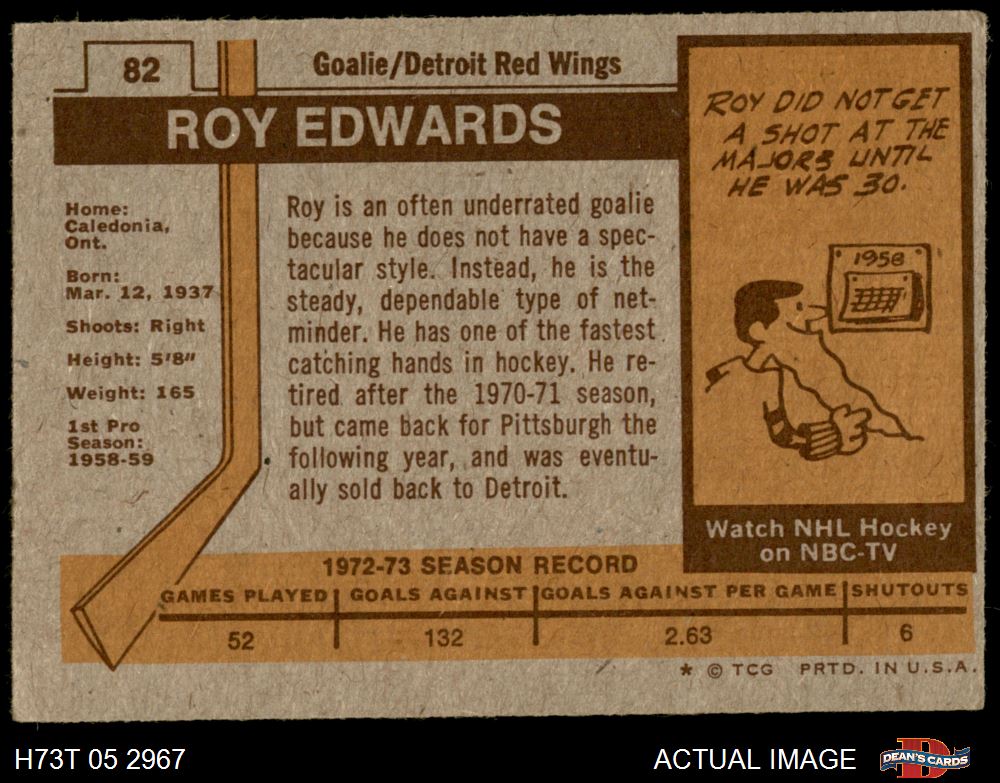 82
Goalie/Detroit Red Wings
ROY EDWARDS
Home:
Caledonia,
Ont.
Born:
Mar. 12, 1937
Shoots: Right
Height: 5'8"
Weight: 165
1st Pro
Season:
1958-59
Roy is an often underrated goalie
because he does not have a spec-
tacular style. Instead, he is the
steady, dependable type of net-
minder. He has one of the fastest
catching hands in hockey. He re-
tired after the 1970-71 season,
but came back for Pittsburgh the
following year, and was eventu-
ally sold back to Detroit.
ROY DID NOT GET
A SHOT AT THE
MAJORS UNTIL
HE WAS 30.
1958
Watch NHL Hockey
on NBC-TV
1972-73 SEASON RECORD
GAMES PLAYED GOALS AGAINST GOALS AGAINST PER GAME SHUTOUTS
52 132 2.63 6
* © TCG PRTD. IN U.S.A.
H73T 05 2967 ACTUAL IMAGE DEAN'S CARDS